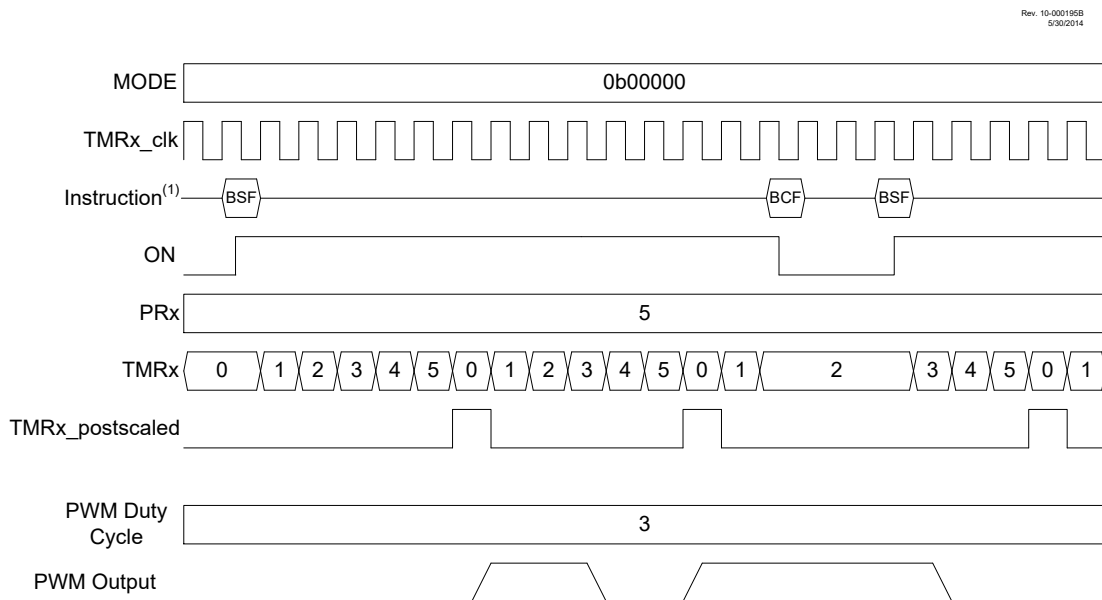 Rev. 10-000195B
5/30/2014
MODE 0b00000
TMRx_clk
Instruction(1) BSF BCF BSF
ON
PRx 5
TMRx 0 1 2 3 4 5 0 1 2 3 4 5 0 1 2 3 4 5 0 1
TMRx_postscaled
PWM Duty
Cycle 3
PWM Output